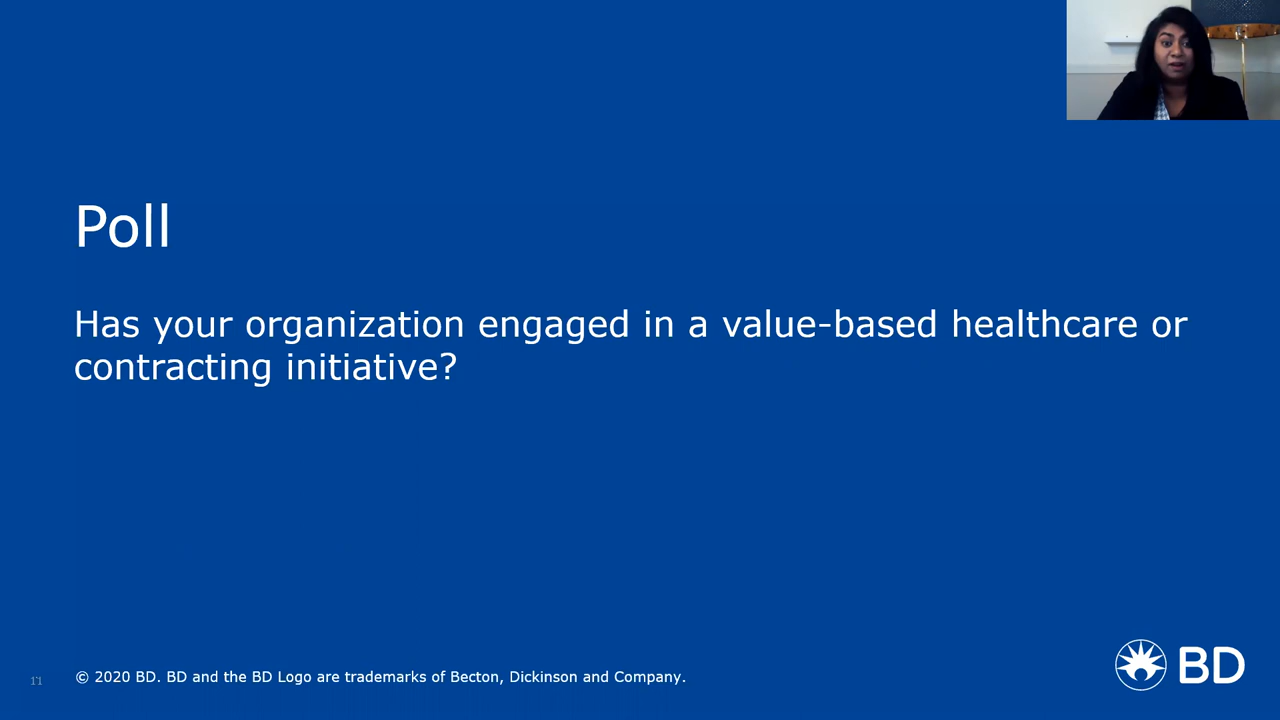 Poll
Has your organization engaged in a value-based healthcare or
contracting initiative?
11
© 2020 BD. BD and the BD Logo are trademarks of Becton, Dickinson and Company.
BD